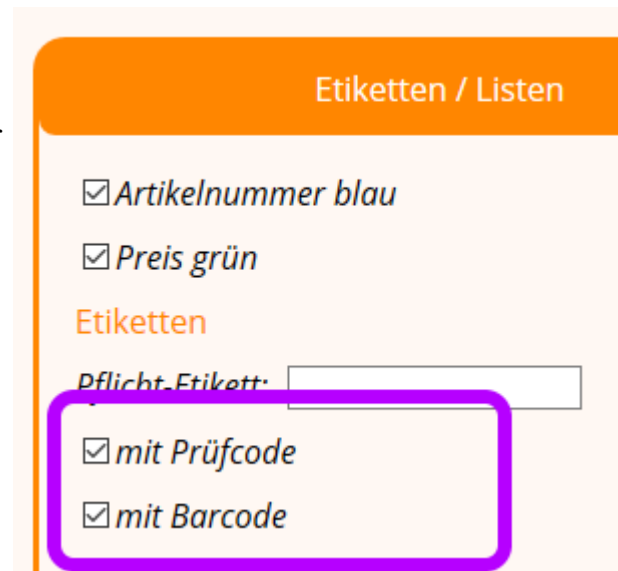 Etiketten / Listen
Artikelnummer blau
Preis grün
Etiketten
Pflicht-Etikett:
mit Prüfcode
mit Barcode